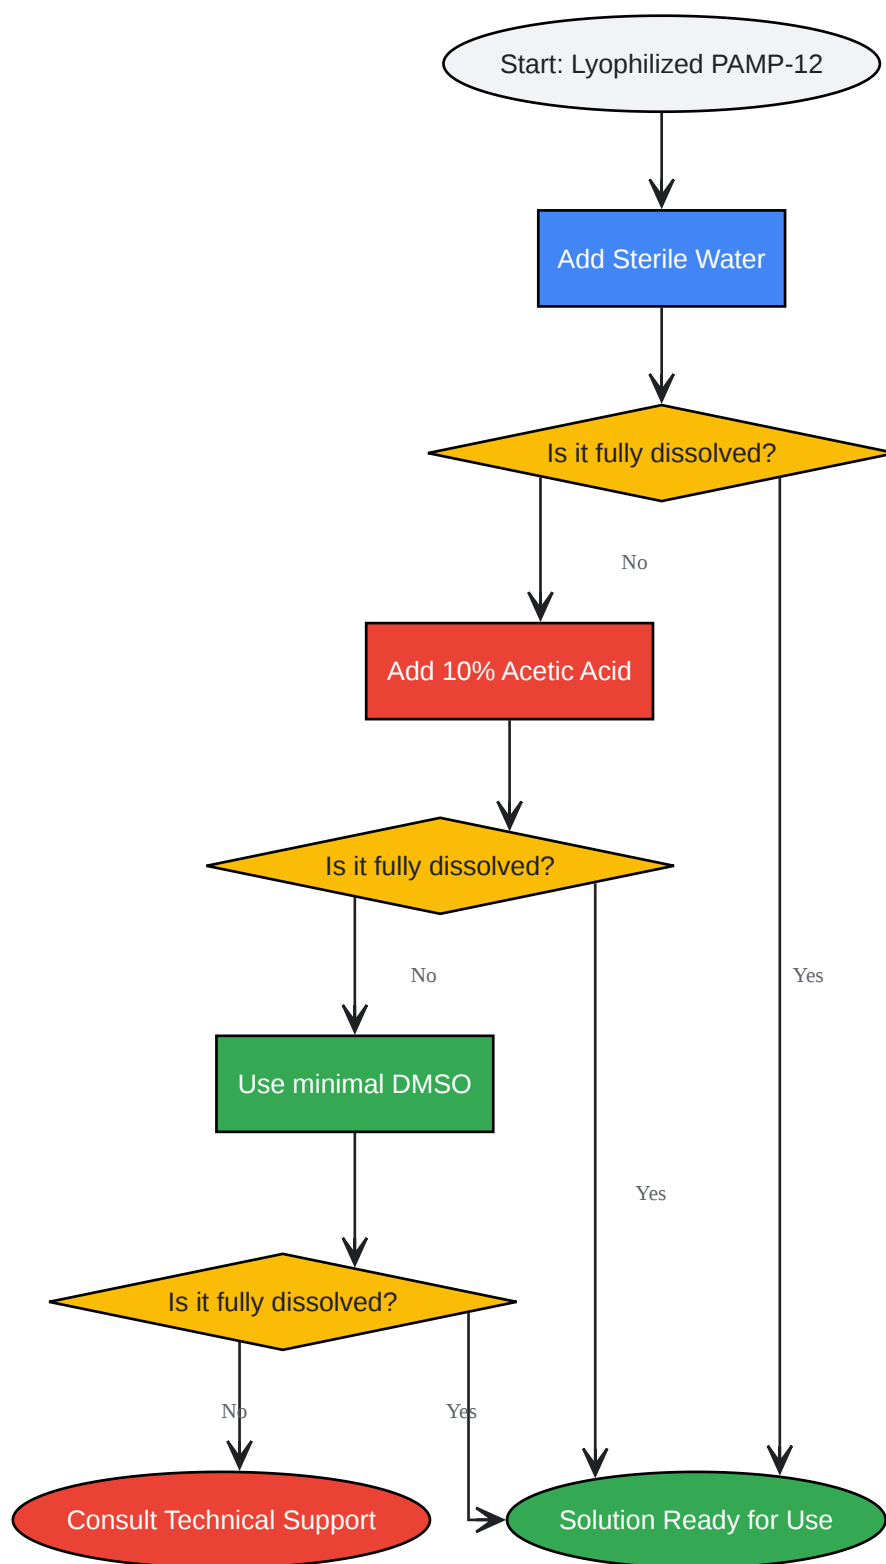 Start: Lyophilized PAMP-12
Add Sterile Water
Is it fully dissolved?
No
Add 10% Acetic Acid
Is it fully dissolved?
No
Yes
Use minimal DMSO
Yes
Is it fully dissolved?
No
Yes
Consult Technical Support
Solution Ready for Use